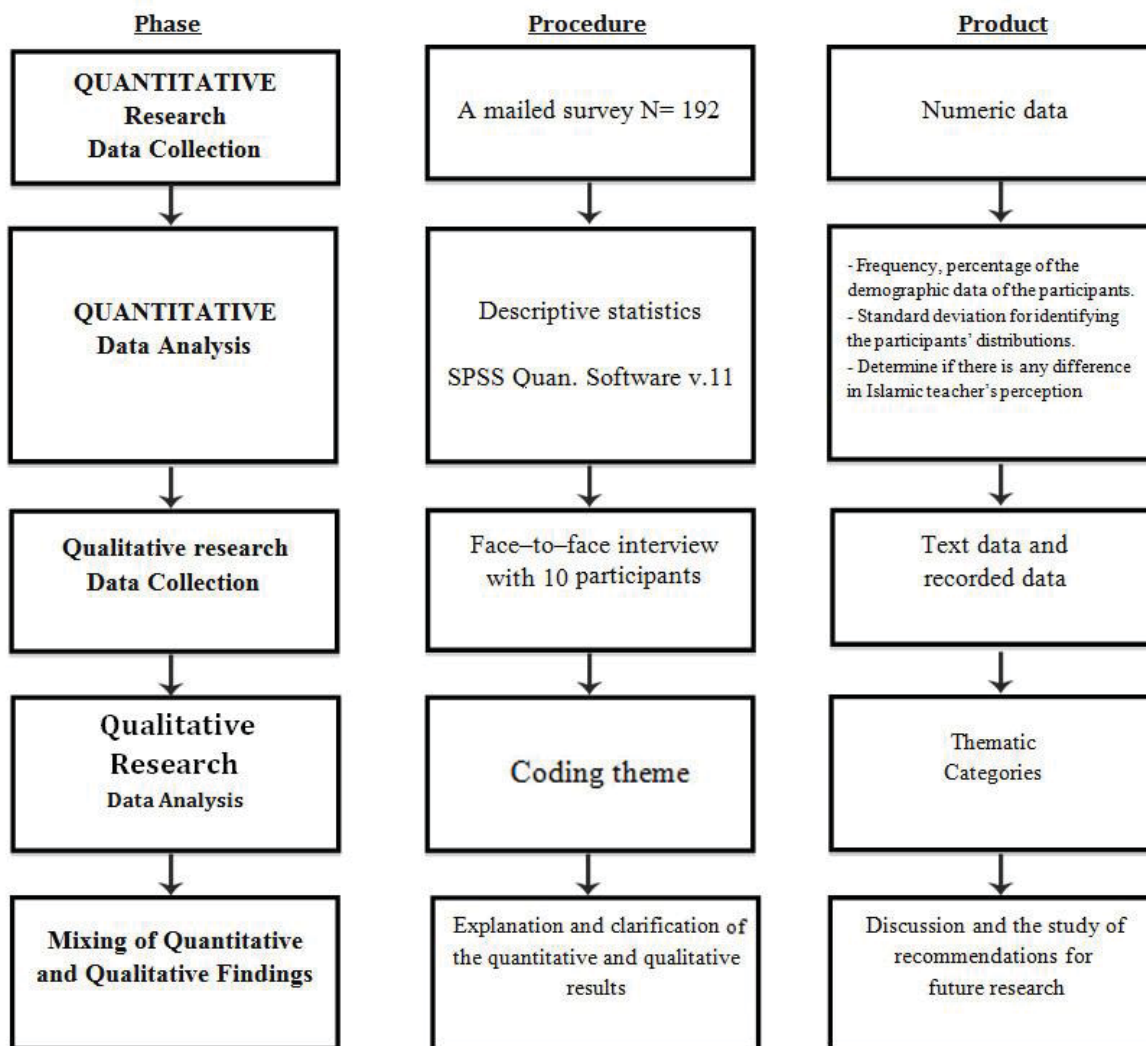 Phase
Procedure
Product
QUANTITATIVE
Research
Data Collection
A mailed survey N= 192
Numeric data
QUANTITATIVE
Data Analysis
Descriptive statistics
SPSS Quan. Software v.11
- Frequency, percentage of the
demographic data of the participants.
- Standard deviation for identifying
the participants' distributions.
- Determine if there is any difference
in Islamic teacher's perception
Qualitative research
Data Collection
Face–to–face interview
with 10 participants
Text data and
recorded data
Qualitative
Research
Data Analysis
Coding theme
Thematic
Categories
Mixing of Quantitative
and Qualitative Findings
Explanation and clarification of
the quantitative and qualitative
results
Discussion and the study of
recommendations for
future research